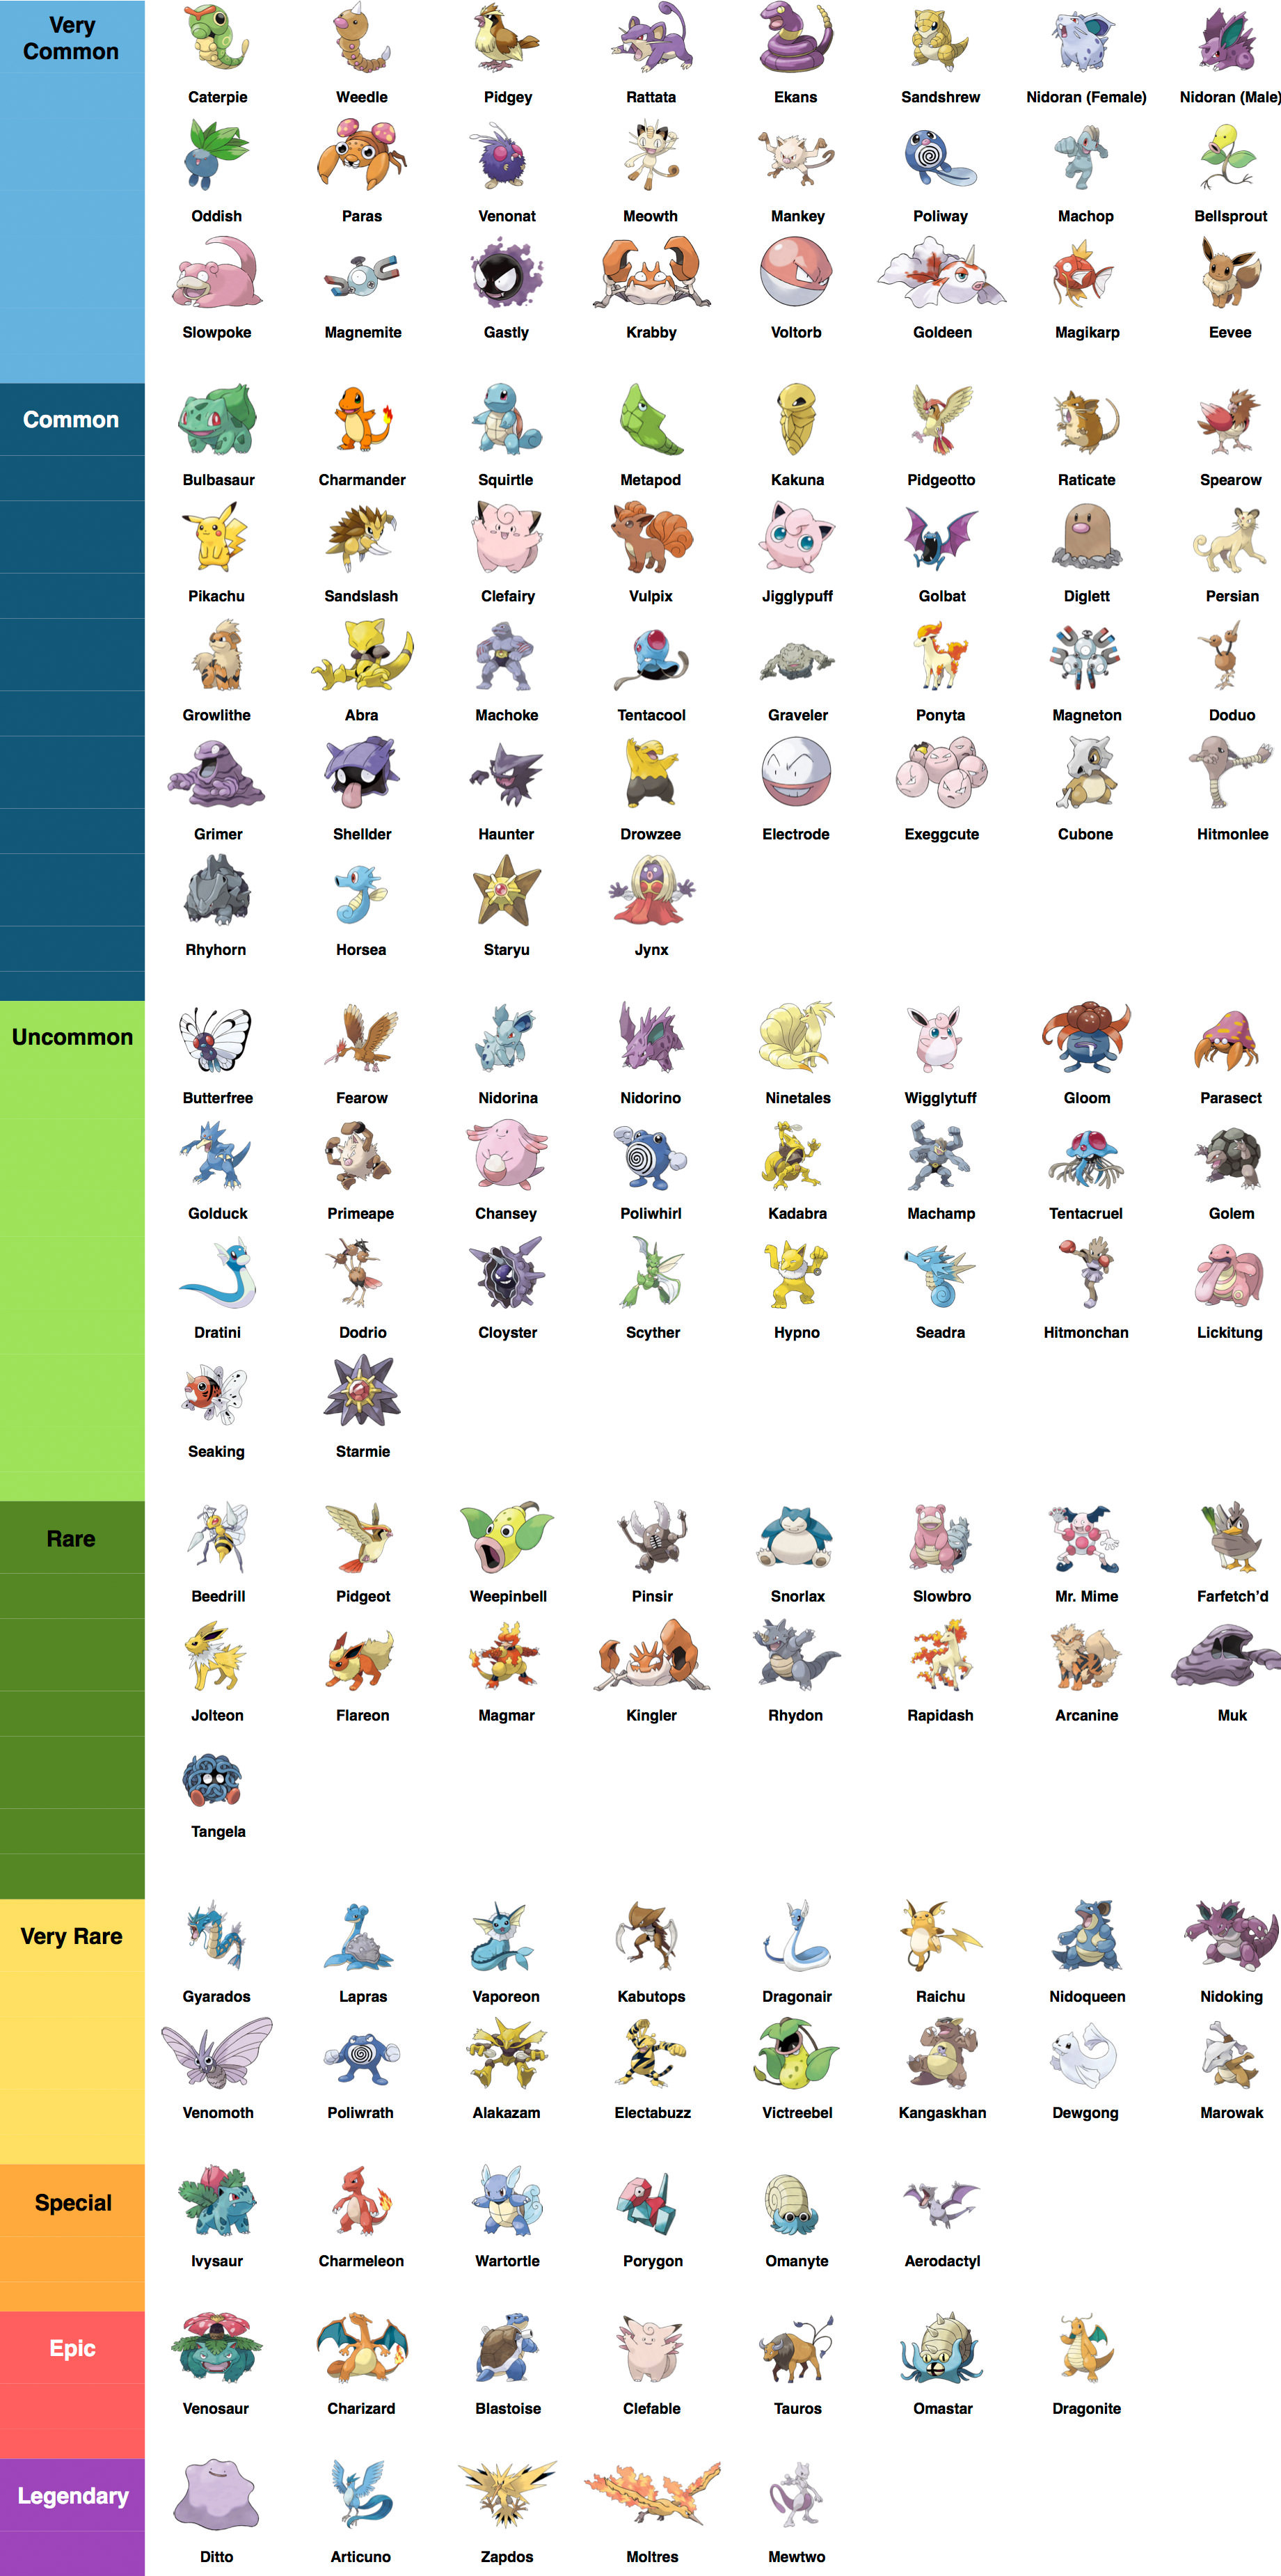 Very
Common
Caterpie Weedle Pidgey Rattata Ekans Sandshrew Nidoran (Female) Nidoran (Male)
Oddish Paras Venonat Meowth Mankey Poliway Machop Bellsprout
Slowpoke Magnemite Gastly Krabby Voltorb Goldeen Magikarp Eevee
Common
Bulbasaur Charmander Squirtle Metapod Kakuna Pidgeotto Raticate Spearow
Pikachu Sandslash Clefairy Vulpix Jigglypuff Golbat Diglett Persian
Growlithe Abra Machoke Tentacool Graveler Ponyta Magneton Doduo
Grimer Shellder Haunter Drowzee Electrode Exeggcute Cubone Hitmonlee
Rhyhorn Horsea Staryu Jynx
Uncommon
Butterfree Fearow Nidorina Nidorino Ninetales Wigglytuff Gloom Parasect
Golduck Primeape Chansey Poliwhirl Kadabra Machamp Tentacruel Golem
Dratini Dodrio Cloyster Scyther Hypno Seadra Hitmonchan Lickitung
Seaking Starmie
Rare
Beedrill Pidgeot Weepinbell Pinsir Snorlax Slowbro Mr. Mime Farfetch’d
Jolteon Flareon Magmar Kingler Rhydon Rapidash Arcanine Muk
Tangela
Very Rare
Gyarados Lapras Vaporeon Kabutops Dragonair Raichu Nidoqueen Nidoking
Venomoth Poliwrath Alakazam Electabuzz Victreebel Kangaskhan Dewgong Marowak
Special
Ivysaur Charmeleon Wartortle Porygon Omanyte Aerodactyl
Epic
Venosaur Charizard Blastoise Clefable Tauros Omastar Dragonite
Legendary
Ditto Articuno Zapdos Moltres Mewtwo